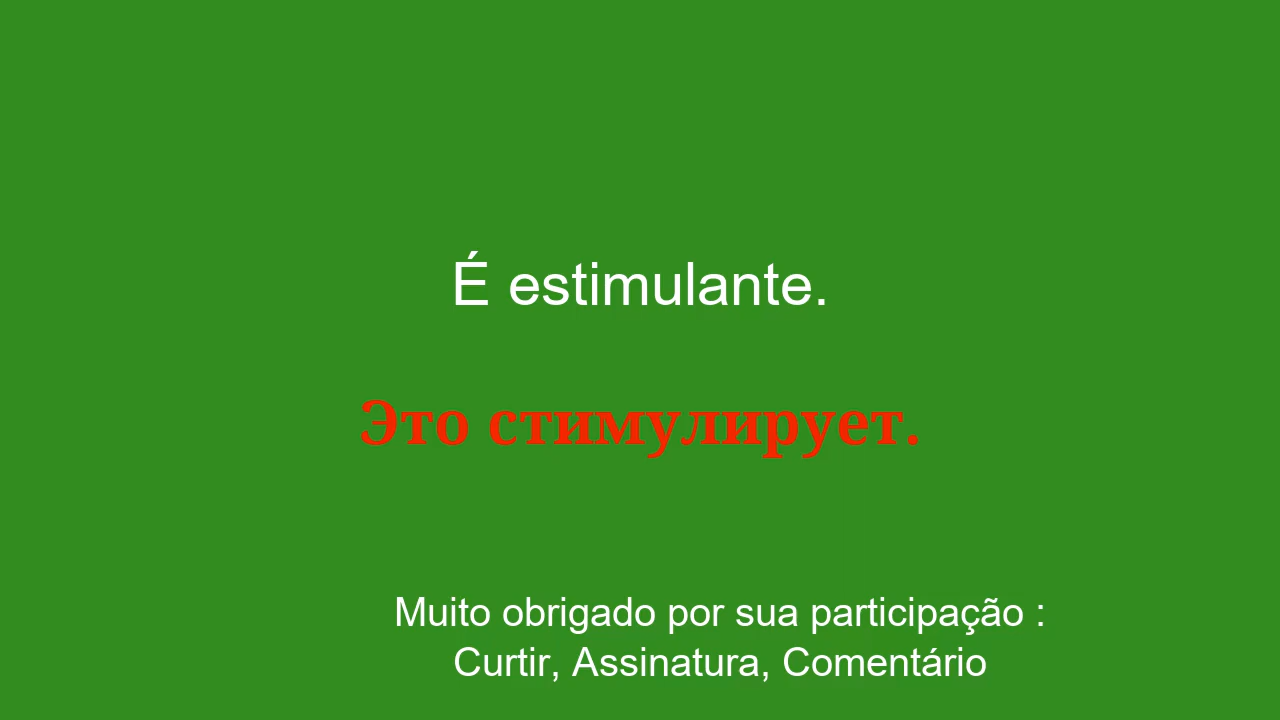 É estimulante.
Это стимулирует.
Muito obrigado por sua participação :
Curtir, Assinatura, Comentário